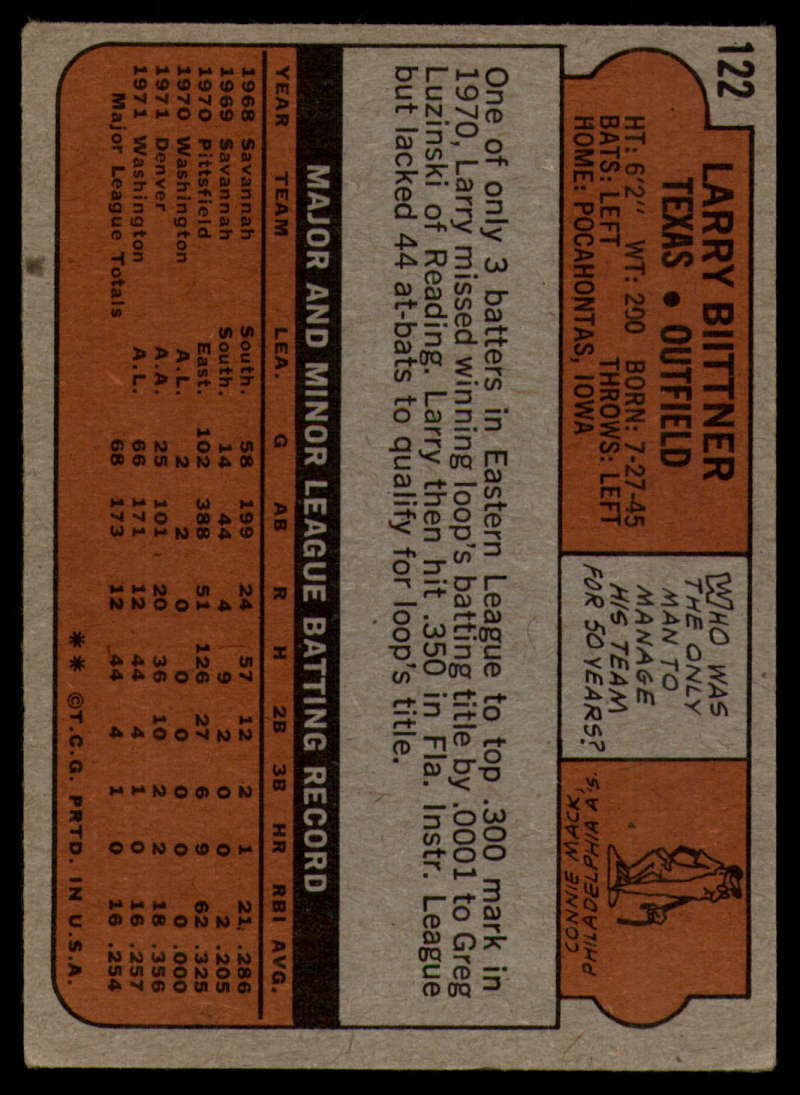 122
LARRY BIITTNER
TEXAS • OUTFIELD
HT: 6'2" WT: 200 BORN: 7-27-45
BATS: LEFT THROWS: LEFT
HOME: POCAHONTAS, IOWA
WHO WAS
THE ONLY
MAN TO
MANAGE
HIS TEAM
FOR 50 YEARS?
CONNIE MACK,
PHILADELPHIA A'S.
One of only 3 batters in Eastern League to top .300 mark in
1970, Larry missed winning loop's batting title by .0001 to Greg
Luzinski of Reading. Larry then hit .350 in Fla. Instr. League
but lacked 44 at-bats to qualify for loop's title.
MAJOR AND MINOR LEAGUE BATTING RECORD
YEAR TEAM LEA. G AB R H 2B 3B HR RBI AVG.
1968 Savannah South. 58 199 24 57 12 2 1 21 .286
1969 Savannah South. 14 44 4 9 2 0 0 2 .205
1970 Pittsfield East. 102 388 51 126 27 6 9 62 .325
1970 Washington A.L. 2 2 0 0 0 0 0 0 .000
1971 Denver A.A. 25 101 20 36 10 2 2 18 .356
1971 Washington A.L. 66 171 12 44 4 1 0 16 .257
Major League Totals 68 173 12 44 4 1 0 16 .254
** ©T.C.G. PRTD. IN U.S.A.